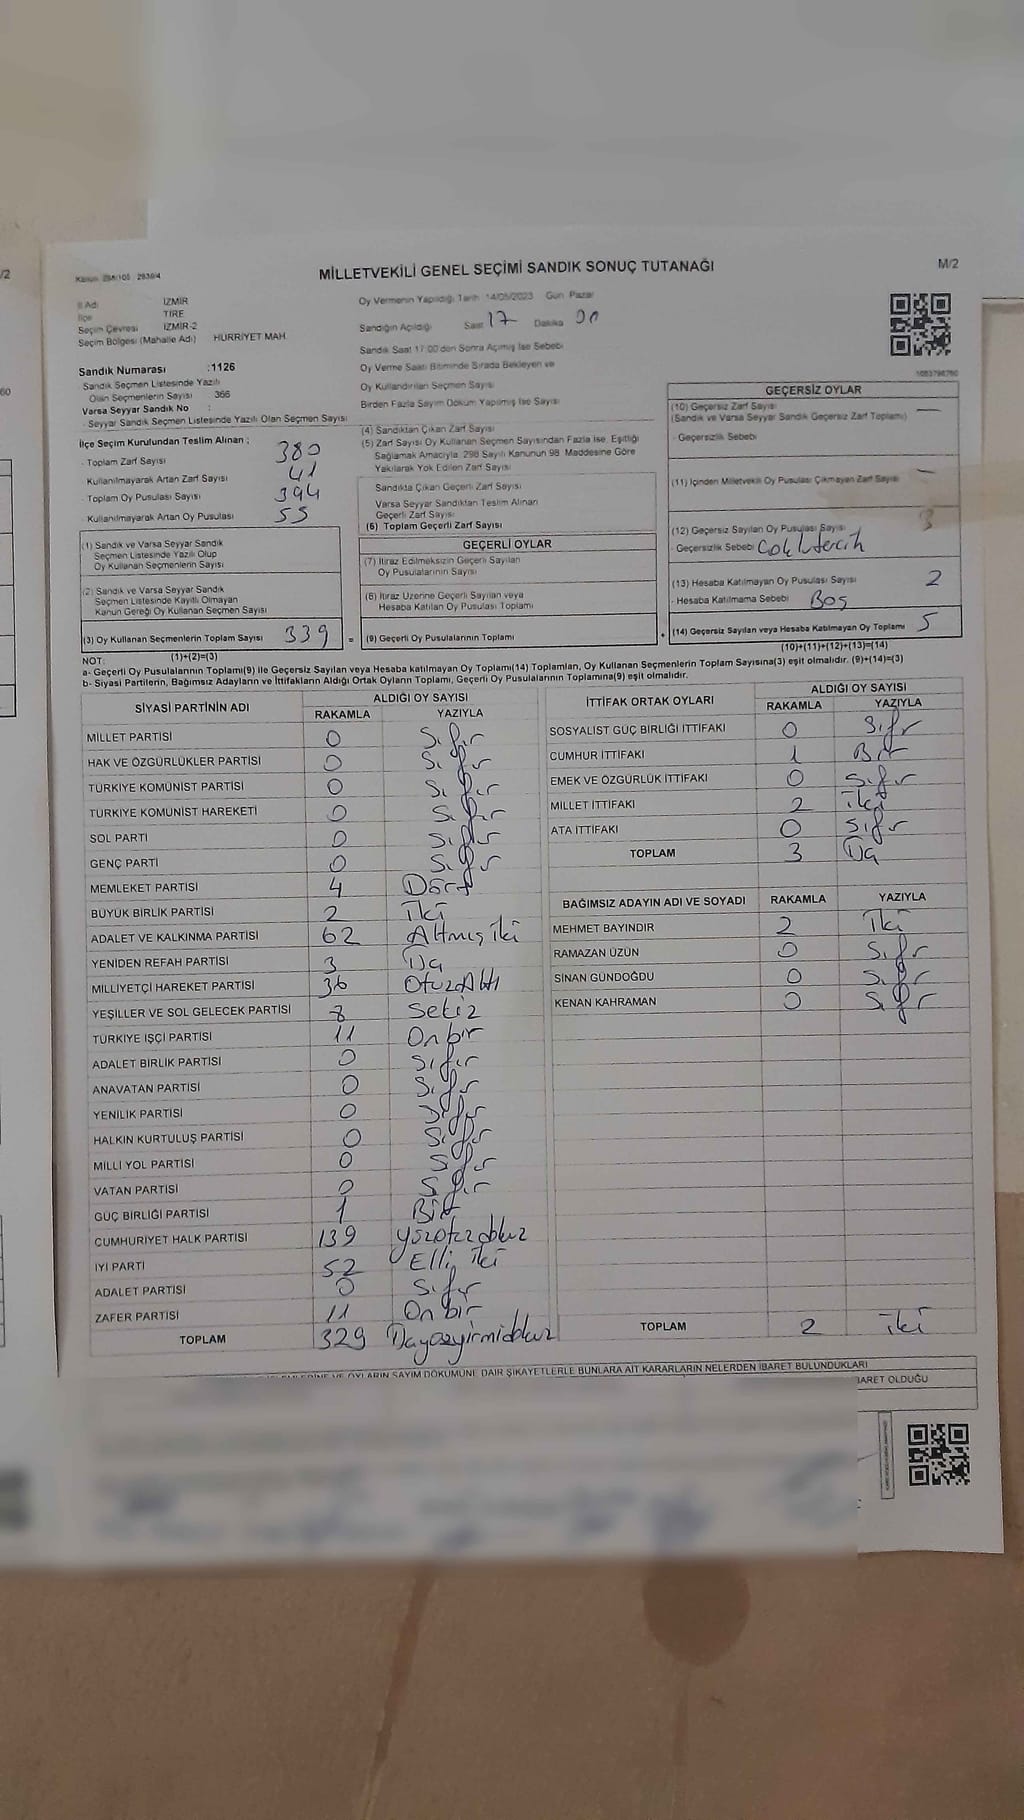 /2
60
MİLLETVEKİLİ GENEL SEÇİMİ SANDIK SONUÇ TUTANAĞI
M/2
İl Adı İZMİR
İlçe TİRE
Seçim Çevresi İZMİR-2
Seçim Bölgesi (Mahalle Adı) HÜRRİYET MAH.
Sandık Numarası :1126
Sandık Seçmen Listesinde Yazılı
Olan Seçmenlerin Sayısı : 366
Varsa Seyyar Sandık No :
- Seyyar Sandık Seçmen Listesinde Yazılı Olan Seçmen Sayısı
İlçe Seçim Kurulundan Teslim Alınan ;
- Toplam Zarf Sayısı 380
- Kullanılmayarak Artan Zarf Sayısı 41
- Toplam Oy Pusulası Sayısı 394
- Kullanılmayarak Artan Oy Pusulası 55
(1) Sandık ve Varsa Seyyar Sandık
Seçmen Listesinde Yazılı Olup
Oy Kullanan Seçmenlerin Sayısı
(2) Sandık ve Varsa Seyyar Sandık
Seçmen Listesinde Kayıtlı Olmayan
Kanun Gereği Oy Kullanan Seçmen Sayısı
(3) Oy Kullanan Seçmenlerin Toplam Sayısı 339 =
(1)+(2)=(3)
Oy Vermenin Yapıldığı Tarih 14/05/2023 Gün Pazar
Sandığın Açıldığı Saat 17 Dakika
Sandık Saat 17:00'den Sonra Açılmış İse Sebebi
Oy Verme Saati Bitiminde Sırada Bekleyen ve
Oy Kullandırılan Seçmen Sayısı
Birden Fazla Sayım Döküm Yapılmış İse Sayısı
(4) Sandıktan Çıkan Zarf Sayısı
(5) Zarf Sayısı Oy Kullanan Seçmen Sayısından Fazla İse, Eşitliği
Sağlamak Amacıyla 298 Sayılı Kanunun 98. Maddesine Göre
Yakılarak Yok Edilen Zarf Sayısı
Sandıkta Çıkan Geçerli Zarf Sayısı
Varsa Seyyar Sandıktan Teslim Alınan
Geçerli Zarf Sayısı
(6) Toplam Geçerli Zarf Sayısı
GEÇERLİ OYLAR
(7) İtiraz Edilmeksizin Geçerli Sayılan
Oy Pusulalarının Sayısı
(8) İtiraz Üzerine Geçerli Sayılan veya
Hesaba Katılan Oy Pusulası Toplamı
(9) Geçerli Oy Pusulalarının Toplamı +
GEÇERSİZ OYLAR
(10) Geçersiz Zarf Sayısı —
(Sandık ve Varsa Seyyar Sandık Geçersiz Zarf Toplamı)
- Geçersizlik Sebebi
(11) İçinden Milletvekili Oy Pusulası Çıkmayan Zarf Sayısı —
(12) Geçersiz Sayılan Oy Pusulası Sayısı 3
- Geçersizlik Sebebi
(13) Hesaba Katılmayan Oy Pusulası Sayısı 2
- Hesaba Katılmama Sebebi Boş
(14) Geçersiz Sayılan veya Hesaba Katılmayan Oy Toplamı 5
(10)+(11)+(12)+(13)=(14)
NOT:
a- Geçerli Oy Pusulalarının Toplamı(9) ile Geçersiz Sayılan veya Hesaba katılmayan Oy Toplamı(14) Toplamları, Oy Kullanan Seçmenlerin Toplam Sayısına(3) eşit olmalıdır. (9)+(14)=(3)
b- Siyasi Partilerin, Bağımsız Adayların ve İttifakların Aldığı Ortak Oyların Toplamı, Geçerli Oy Pusulalarının Toplamına(9) eşit olmalıdır.
SİYASİ PARTİNİN ADI ALDIĞI OY SAYISI
RAKAMLA YAZIYLA
MİLLET PARTİSİ 0 Sıfır
HAK VE ÖZGÜRLÜKLER PARTİSİ 0 Sıfır
TÜRKİYE KOMÜNİST PARTİSİ 0 Sıfır
TÜRKİYE KOMÜNİST HAREKETİ 0 Sıfır
SOL PARTİ 0 Sıfır
GENÇ PARTİ 0 Sıfır
MEMLEKET PARTİSİ 4 Dört
BÜYÜK BİRLİK PARTİSİ 2 İki
ADALET VE KALKINMA PARTİSİ 62 Altmış iki
YENİDEN REFAH PARTİSİ 3 Üç
MİLLİYETÇİ HAREKET PARTİSİ 36 OtuzAltı
YEŞİLLER VE SOL GELECEK PARTİSİ 8 Sekiz
TÜRKİYE İŞÇİ PARTİSİ 11 Onbir
ADALET BİRLİK PARTİSİ 0 Sıfır
ANAVATAN PARTİSİ 0 Sıfır
YENİLİK PARTİSİ 0 Sıfır
HALKIN KURTULUŞ PARTİSİ 0 Sıfır
MİLLİ YOL PARTİSİ 0 Sıfır
VATAN PARTİSİ 0 Sıfır
GÜÇ BİRLİĞİ PARTİSİ 1 Bir
CUMHURİYET HALK PARTİSİ 139 yüzotuzdokuz
İYİ PARTİ 52 Elli iki
ADALET PARTİSİ 0 Sıfır
ZAFER PARTİSİ 11 Onbir
TOPLAM 329 Üçyüzyirmidokuz
İTTİFAK ORTAK OYLARI ALDIĞI OY SAYISI
RAKAMLA YAZIYLA
SOSYALİST GÜÇ BİRLİĞİ İTTİFAKI 0 Sıfır
CUMHUR İTTİFAKI 1 Bir
EMEK VE ÖZGÜRLÜK İTTİFAKI 0 Sıfır
MİLLET İTTİFAKI 2 iki
ATA İTTİFAKI 0 Sıfır
TOPLAM 3 Üç
BAĞIMSIZ ADAYIN ADI VE SOYADI RAKAMLA YAZIYLA
MEHMET BAYINDIR 2 İki
RAMAZAN ÜZÜN 0 Sıfır
SİNAN GÜNDOĞDU 0 Sıfır
KENAN KAHRAMAN 0 Sıfır
TOPLAM 2 iki
OYLARIN SAYIM DÖKÜMÜNE DAİR ŞİKAYETLERLE BUNLARA AİT KARARLARIN NELERDEN İBARET BULUNDUKLARI
İBARET OLDUĞU